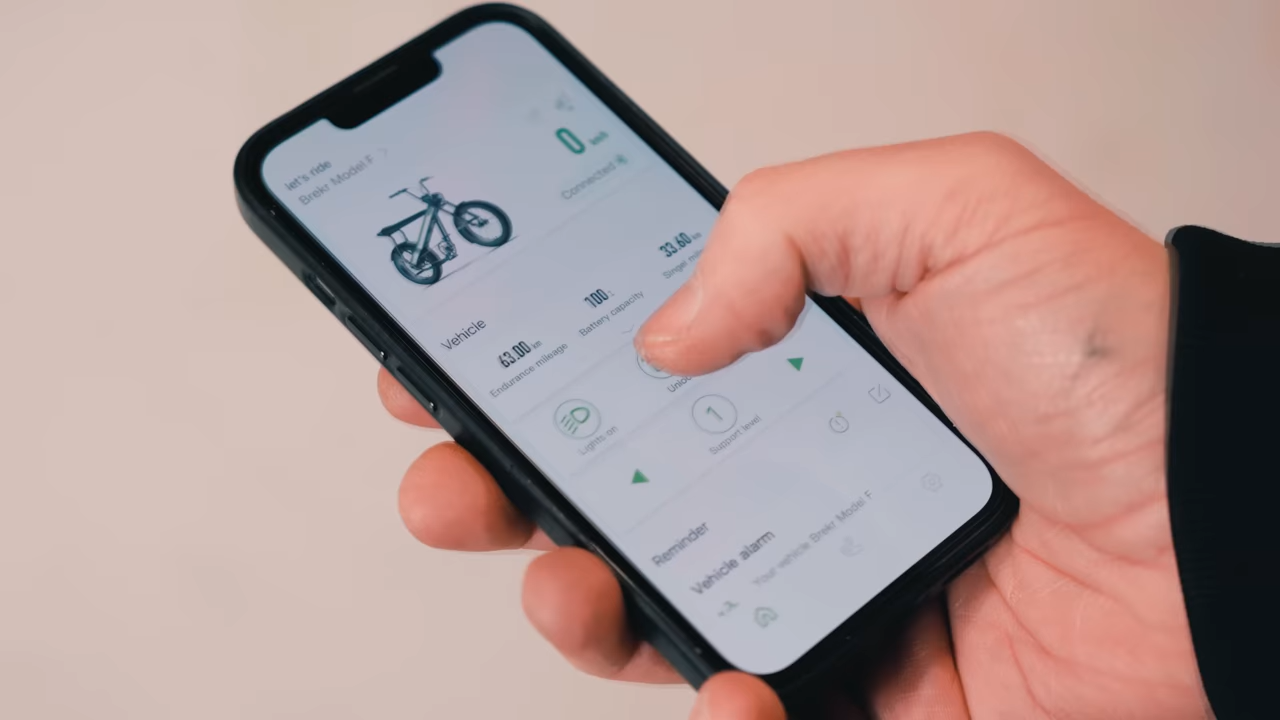 let's ride
Brekr Model F
0 km/h
Connected
Vehicle
63.00 km
Endurance mileage
100
Battery capacity
33.60 km
Lights on
1
Support level
Reminder
Vehicle alarm
Your vehicle Brekr Model F